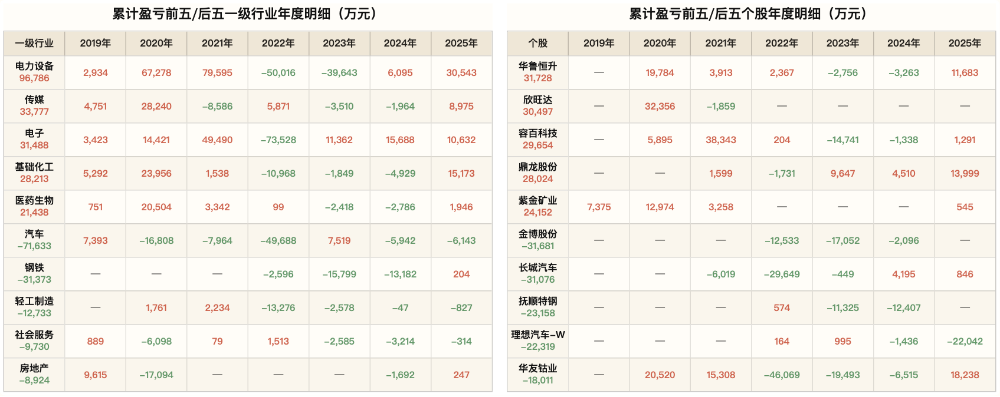 累计盈亏前五/后五一级行业年度明细（万元）
一级行业 2019年 2020年 2021年 2022年 2023年 2024年 2025年
电力设备
96,786 2,934 67,278 79,595 −50,016 −39,643 6,095 30,543
传媒
33,777 4,751 28,240 −8,586 5,871 −3,510 −1,964 8,975
电子
31,488 3,423 14,421 49,490 −73,528 11,362 15,688 10,632
基础化工
28,213 5,292 23,956 1,538 −10,968 −1,849 −4,929 15,173
医药生物
21,438 751 20,504 3,342 99 −2,418 −2,786 1,946
汽车
−71,633 7,393 −16,808 −7,964 −49,688 7,519 −5,942 −6,143
钢铁
−31,373 — — — −2,596 −15,799 −13,182 204
轻工制造
−12,733 — 1,761 2,234 −13,276 −2,578 −47 −827
社会服务
−9,730 889 −6,098 79 1,513 −2,585 −3,214 −314
房地产
−8,924 9,615 −17,094 — — — −1,692 247
累计盈亏前五/后五个股年度明细（万元）
个股 2019年 2020年 2021年 2022年 2023年 2024年 2025年
华鲁恒升
31,728 — 19,784 3,913 2,367 −2,756 −3,263 11,683
欣旺达
30,497 — 32,356 −1,859 — — — —
容百科技
29,654 — 5,895 38,343 204 −14,741 −1,338 1,291
鼎龙股份
28,024 — — 1,599 −1,731 9,647 4,510 13,999
紫金矿业
24,152 7,375 12,974 3,258 — — — 545
金博股份
−31,681 — — — −12,533 −17,052 −2,096 —
长城汽车
−31,076 — — −6,019 −29,649 −449 4,195 846
抚顺特钢
−23,158 — — — 574 −11,325 −12,407 —
理想汽车−W
−22,319 — — — 164 995 −1,436 −22,042
华友钴业
−18,011 — 20,520 15,308 −46,069 −19,493 −6,515 18,238